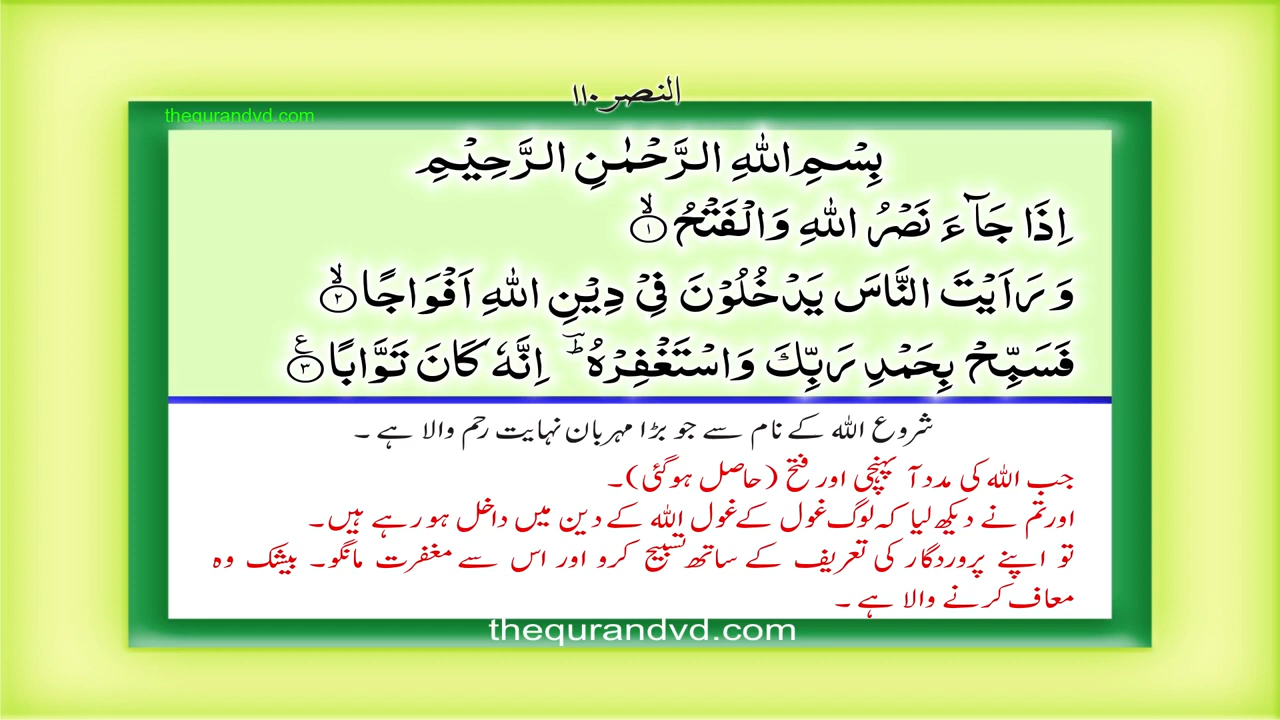 النصر ١١٠
thequrandvd.com
بِسْمِ اللّٰهِ الرَّحْمٰنِ الرَّحِيْمِ
اِذَا جَآءَ نَصْرُ اللّٰهِ وَالْفَتْحُۙ‏ ۝۱
وَرَاَيْتَ النَّاسَ يَدْخُلُوْنَ فِىْ دِيْنِ اللّٰهِ اَفْوَاجًاۙ‏ ۝۲
فَسَبِّحْ بِحَمْدِ رَبِّكَ وَاسْتَغْفِرْهُ‌ؔؕ اِنَّهٗ كَانَ تَوَّابًا ۝۳ ع
شروع اللہ کے نام سے جو بڑا مہربان نہایت رحم والا ہے ۔
جب اللہ کی مدد آ پہنچی اور فتح (حاصل ہو گئی)۔
اور تم نے دیکھ لیا کہ لوگ غول کے غول اللہ کے دین میں داخل ہو رہے ہیں۔
تو اپنے پروردگار کی تعریف کے ساتھ تسبیح کرو اور اس سے مغفرت مانگو۔ بیشک وہ
معاف کرنے والا ہے ۔
thequrandvd.com